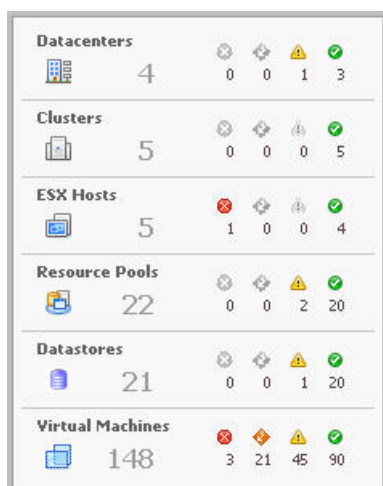 Datacenters
4 0 0 1 3
Clusters
5 0 0 0 5
ESX Hosts
5 1 0 0 4
Resource Pools
22 0 0 2 20
Datastores
21 0 0 1 20
Virtual Machines
148 3 21 45 90